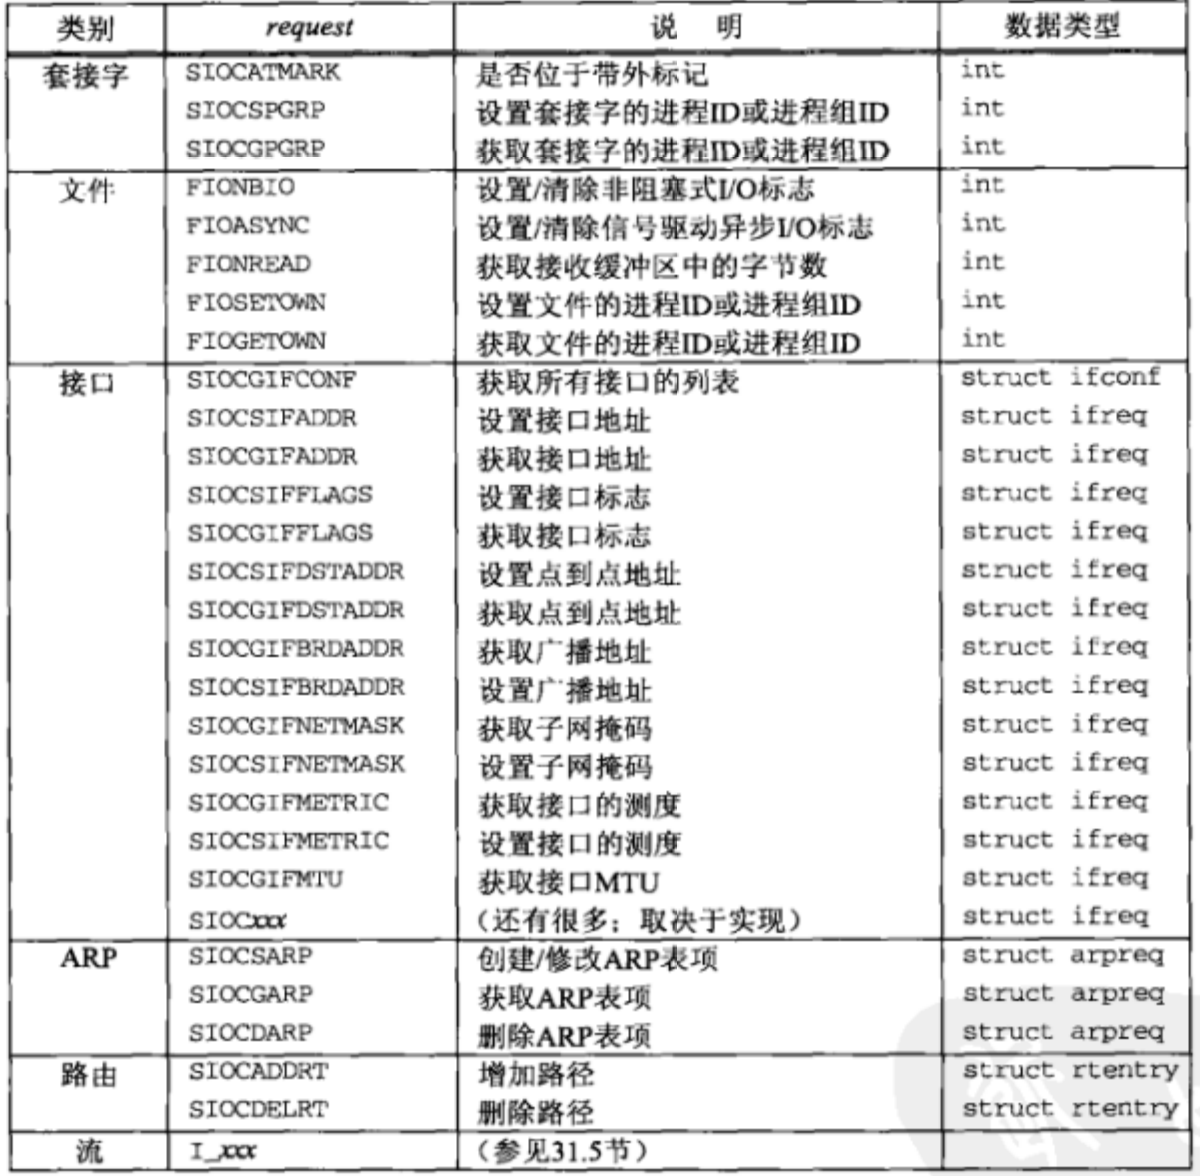 类别 request 说 明 数据类型
套接字 SIOCATMARK 是否位于带外标记 int
SIOCSPGRP 设置套接字的进程ID或进程组ID int
SIOCGPGRP 获取套接字的进程ID或进程组ID int
文件 FIONBIO 设置/清除非阻塞式I/O标志 int
FIOASYNC 设置/清除信号驱动异步I/O标志 int
FIONREAD 获取接收缓冲区中的字节数 int
FIOSETOWN 设置文件的进程ID或进程组ID int
FIOGETOWN 获取文件的进程ID或进程组ID int
接口 SIOCGIFCONF 获取所有接口的列表 struct ifconf
SIOCSIFADDR 设置接口地址 struct ifreq
SIOCGIFADDR 获取接口地址 struct ifreq
SIOCSIFFLAGS 设置接口标志 struct ifreq
SIOCGIFFLAGS 获取接口标志 struct ifreq
SIOCSIFDSTADDR 设置点到点地址 struct ifreq
SIOCGIFDSTADDR 获取点到点地址 struct ifreq
SIOCGIFBRDADDR 获取广播地址 struct ifreq
SIOCSIFBRDADDR 设置广播地址 struct ifreq
SIOCGIFNETMASK 获取子网掩码 struct ifreq
SIOCSIFNETMASK 设置子网掩码 struct ifreq
SIOCGIFMETRIC 获取接口的测度 struct ifreq
SIOCSIFMETRIC 设置接口的测度 struct ifreq
SIOCGIFMTU 获取接口MTU struct ifreq
SIOCxxx （还有很多；取决于实现） struct ifreq
ARP SIOCSARP 创建/修改ARP表项 struct arpreq
SIOCGARP 获取ARP表项 struct arpreq
SIOCDARP 删除ARP表项 struct arpreq
路由 SIOCADDRT 增加路径 struct rtentry
SIOCDELRT 删除路径 struct rtentry
流 I_xxx （参见31.5节）